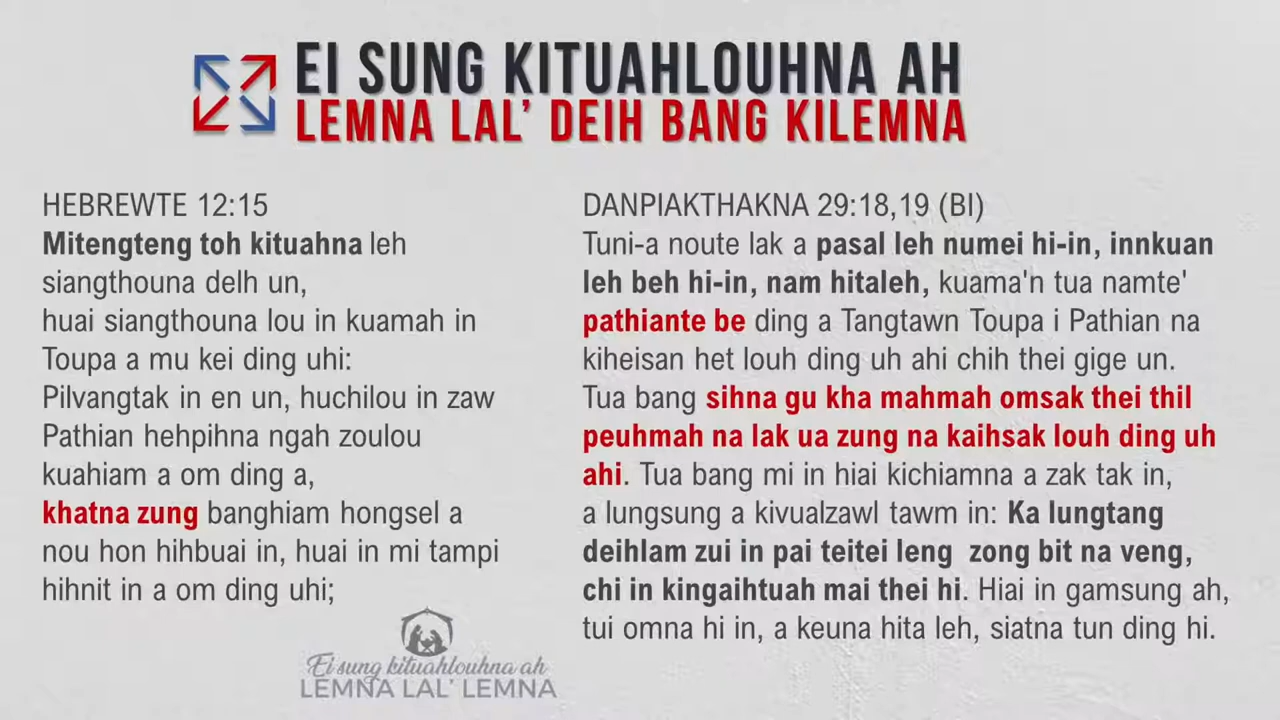 EI SUNG KITUAHLOUHNA AH
LEMNA LAL' DEIH BANG KILEMNA
HEBREWTE 12:15
Mitengteng toh kituahna leh
siangthouna delh un,
huai siangthouna lou in kuamah in
Toupa a mu kei ding uhi:
Pilvangtak in en un, huchilou in zaw
Pathian hehpihna ngah zoulou
kuahiam a om ding a,
khatna zung banghiam hongsel a
nou hon hihbuai in, huai in mi tampi
hihnit in a om ding uhi;
DANPIAKTHAKNA 29:18,19 (BI)
Tuni-a noute lak a pasal leh numei hi-in, innkuan
leh beh hi-in, nam hitaleh, kuama'n tua namte'
pathiante be ding a Tangtawn Toupa i Pathian na
kiheisan het louh ding uh ahi chih thei gige un.
Tua bang sihna gu kha mahmah omsak thei thil
peuhmah na lak ua zung na kaihsak louh ding uh
ahi. Tua bang mi in hiai kichiamna a zak tak in,
a lungsung a kivualzawl tawm in: Ka lungtang
deihlam zui in pai teitei leng zong bit na veng,
chi in kingaihtuah mai thei hi. Hiai in gamsung ah,
tui omna hi in, a keuna hita leh, siatna tun ding hi.
Ei sung kituahlouhna ah
LEMNA LAL' LEMNA